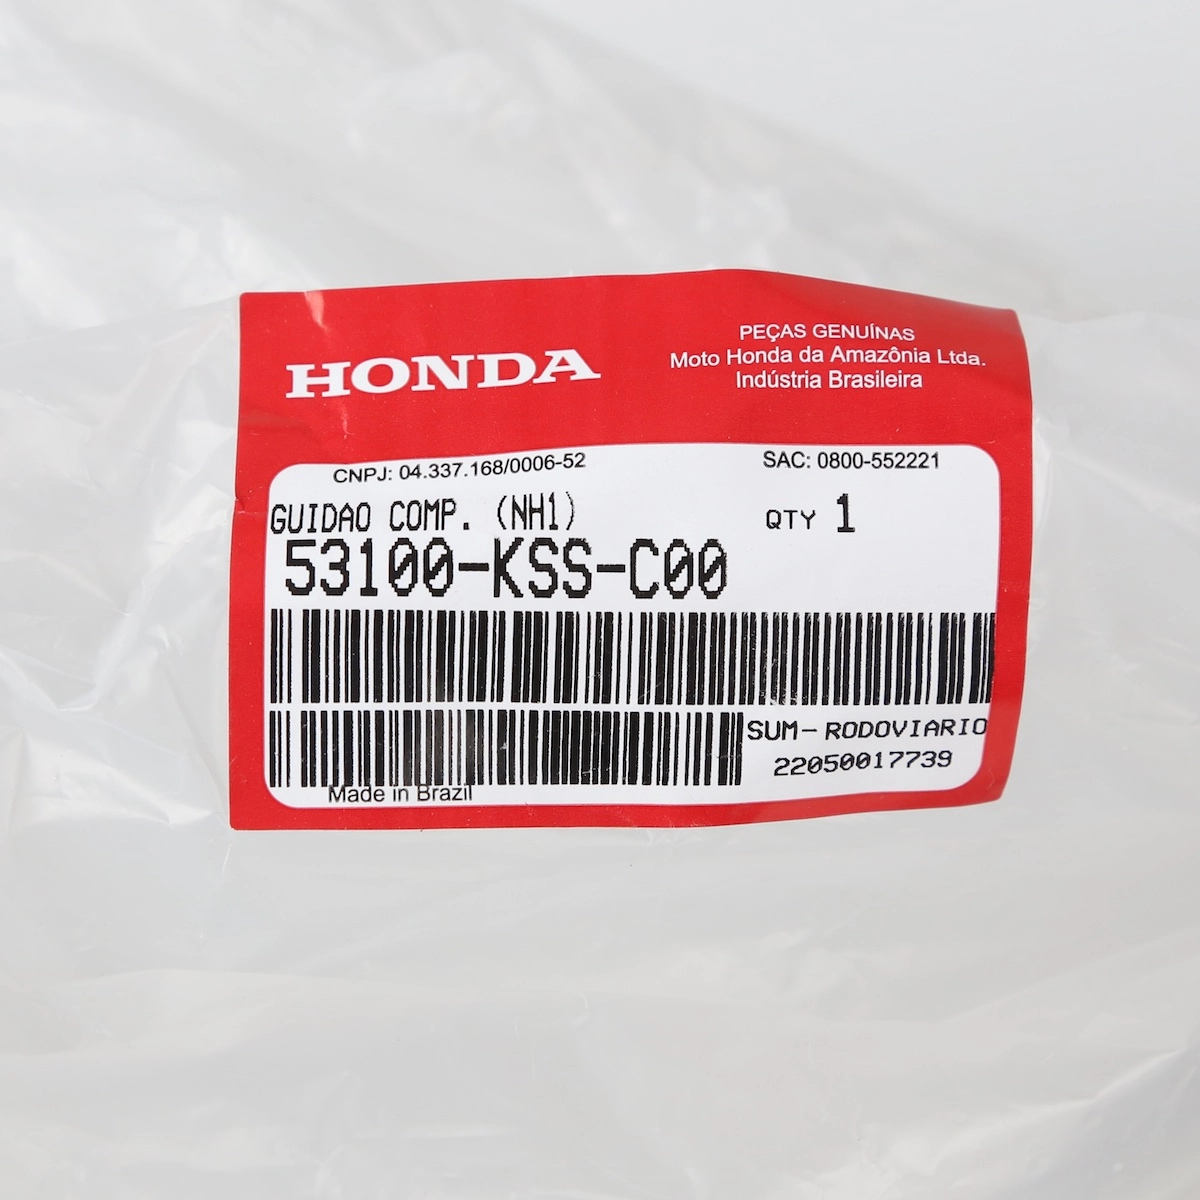 HONDA
PEÇAS GENUÍNAS
Moto Honda da Amazônia Ltda.
Indústria Brasileira
CNPJ: 04.337.168/0006-52
SAC: 0800-552221
GUIDAO COMP. (NH1)
QTY 1
53100-KSS-C00
SUM-RODOVIARIO
22050017739
Made in Brazil